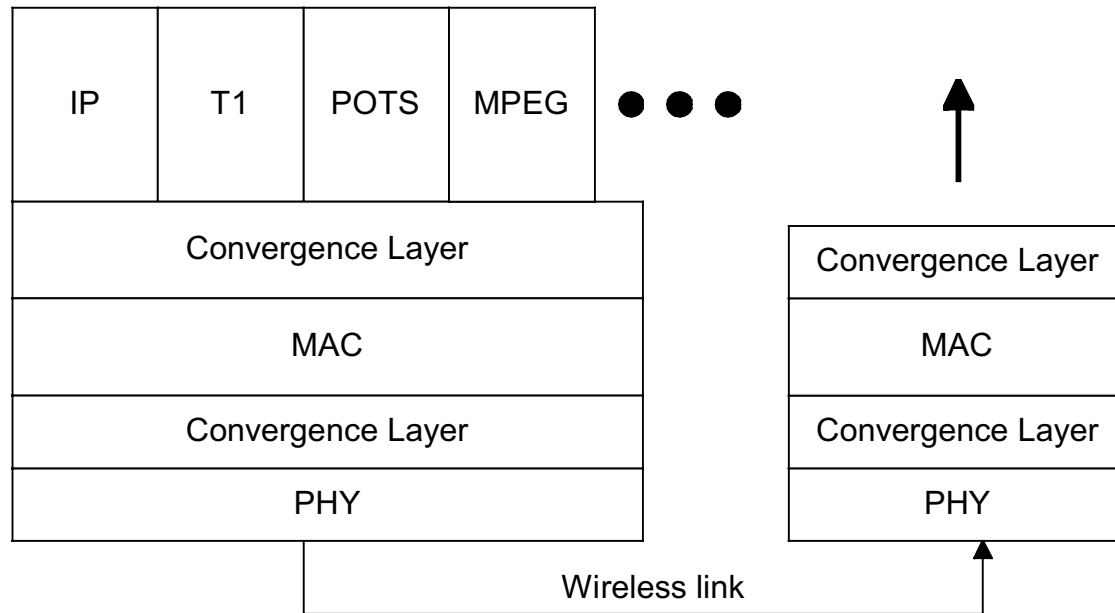 IP T1 POTS MPEG
Convergence Layer
MAC
Convergence Layer
PHY
Convergence Layer
MAC
Convergence Layer
PHY
Wireless link